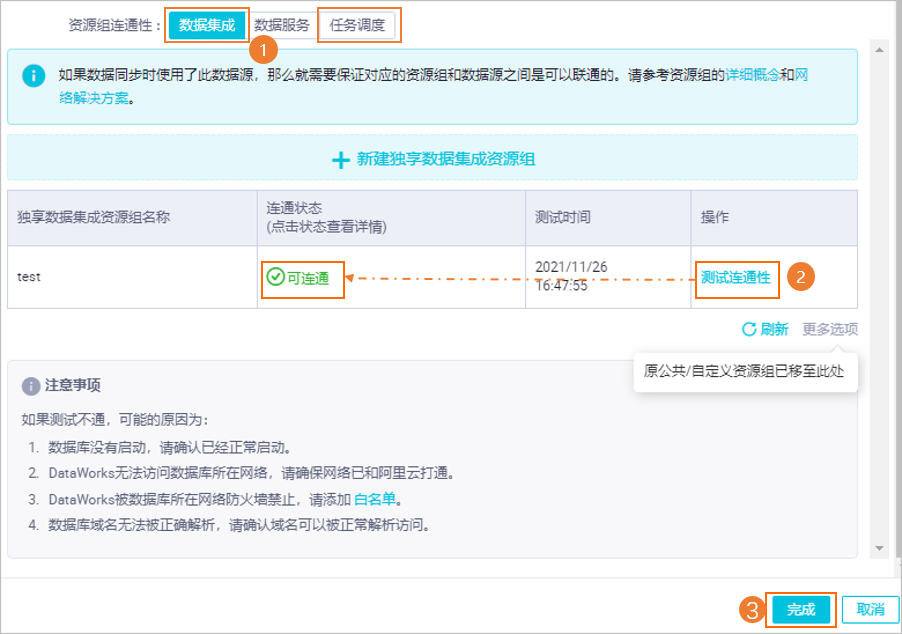 资源组连通性： 数据集成 数据服务 任务调度
1
如果数据同步时使用了此数据源，那么就需要保证对应的资源组和数据源之间是可以联通的。请参考资源组的详细概念和网
络解决方案。
新建独享数据集成资源组
独享数据集成资源组名称 连通状态 测试时间 操作
(点击状态查看详情)
test 可连通 2021/11/26 测试连通性 2
16:47:55
刷新 更多选项
原公共/自定义资源组已移至此处
注意事项
如果测试不通，可能的原因为：
1. 数据库没有启动，请确认已经正常启动。
2. DataWorks无法访问数据库所在网络，请确保网络已和阿里云打通。
3. DataWorks被数据库所在网络防火墙禁止，请添加 白名单。
4. 数据库域名无法被正确解析，请确认域名可以被正常解析访问。
3 完成 取消